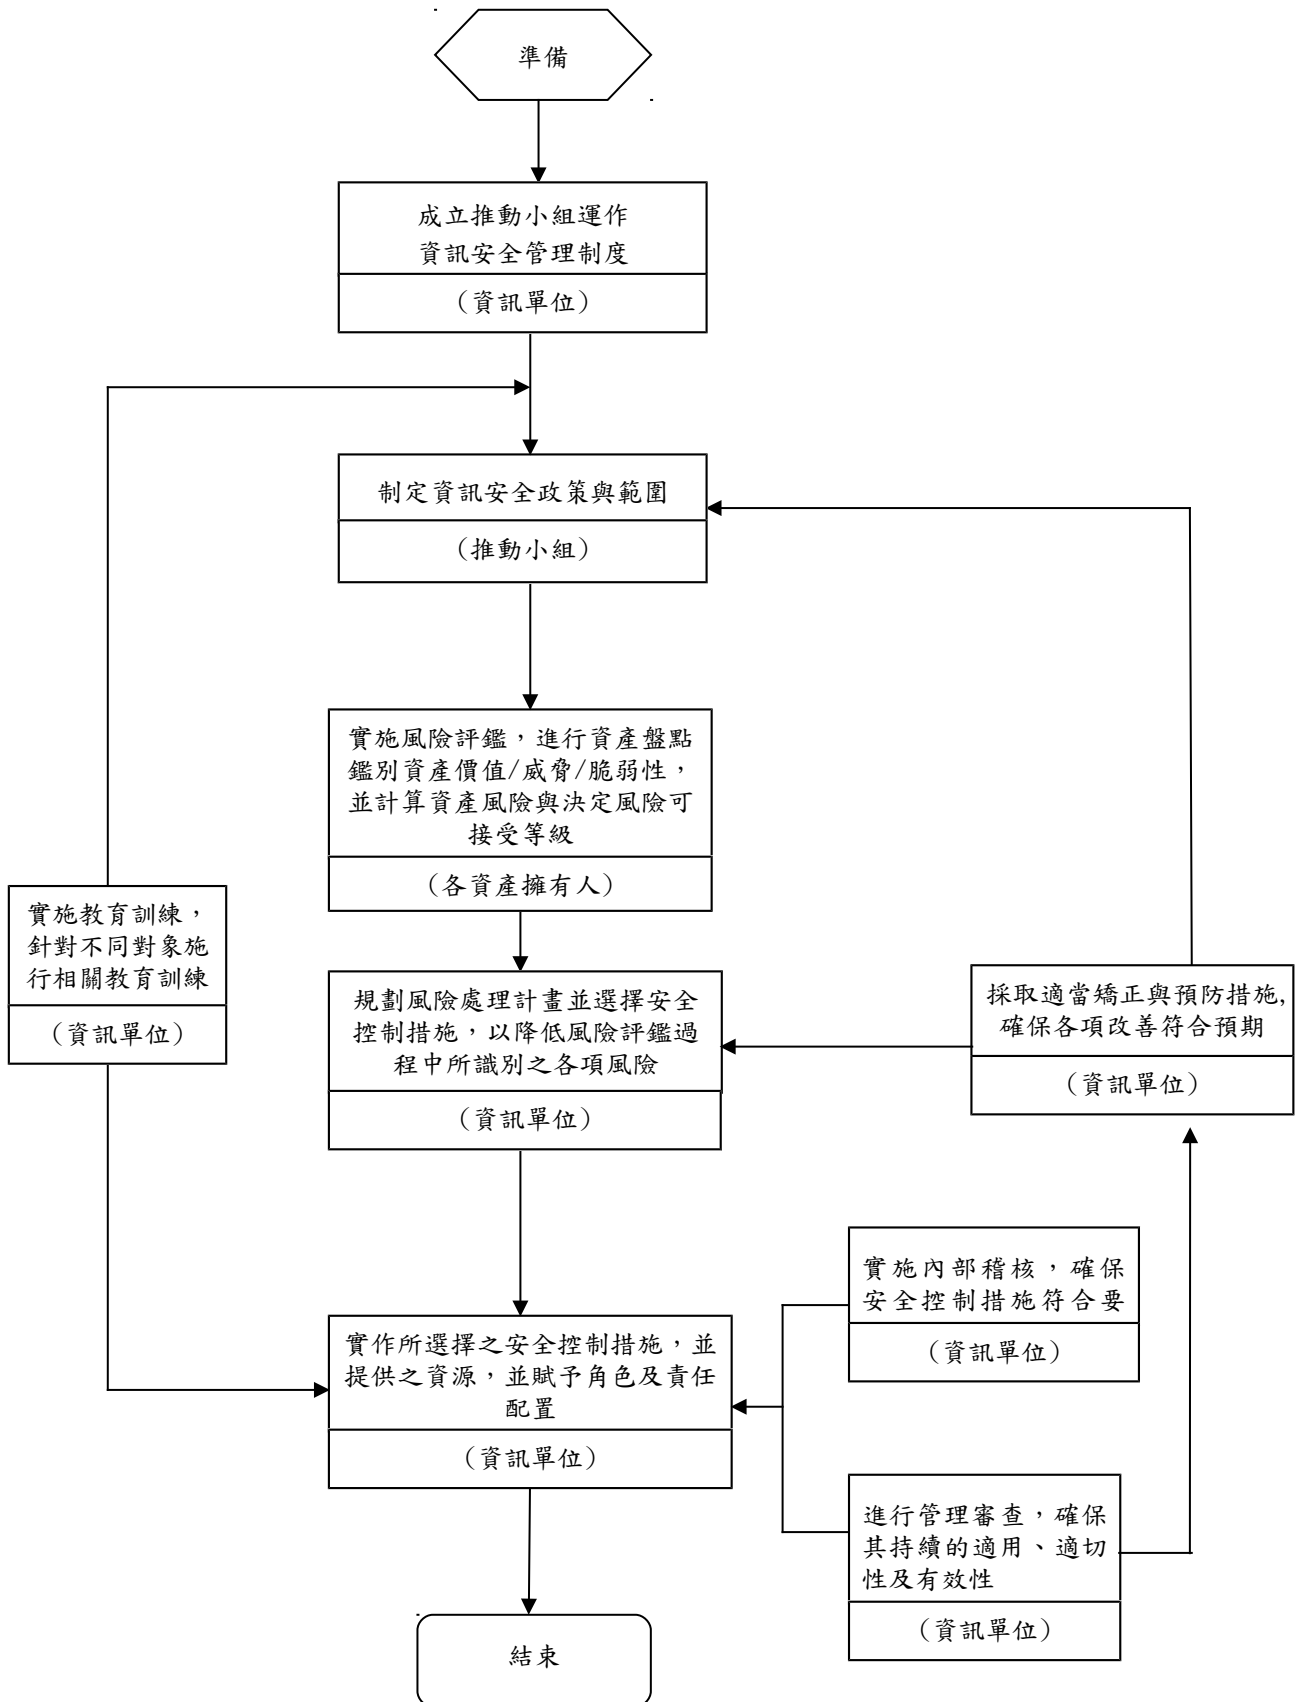 準備
成立推動小組運作
資訊安全管理制度
（資訊單位）
制定資訊安全政策與範圍
（推動小組）
實施風險評鑑，進行資產盤點
鑑別資產價值/威脅/脆弱性，
並計算資產風險與決定風險可
接受等級
（各資產擁有人）
實施教育訓練，
針對不同對象施
行相關教育訓練
（資訊單位）
規劃風險處理計畫並選擇安全
控制措施，以降低風險評鑑過
程中所識別之各項風險
（資訊單位）
採取適當矯正與預防措施,
確保各項改善符合預期
（資訊單位）
實施內部稽核，確保
安全控制措施符合要
（資訊單位）
實作所選擇之安全控制措施，並
提供之資源，並賦予角色及責任
配置
（資訊單位）
進行管理審查，確保
其持續的適用、適切
性及有效性
（資訊單位）
結束